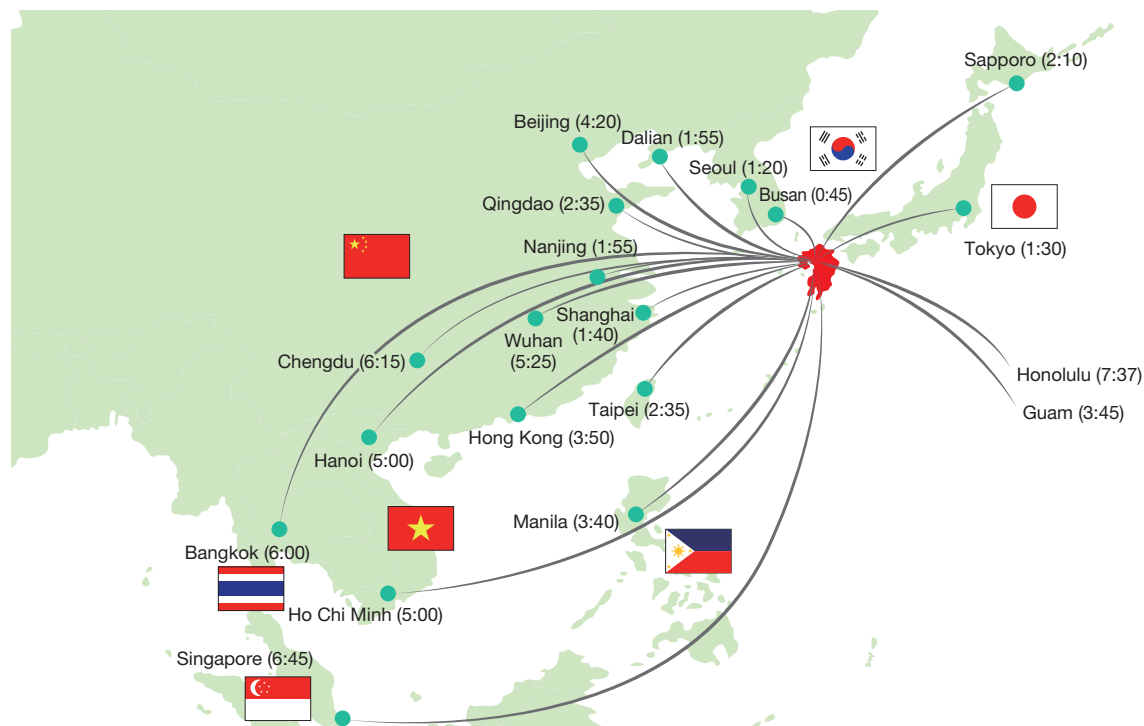 Sapporo (2:10)
Beijing (4:20)
Dalian (1:55)
Seoul (1:20)
Busan (0:45)
Qingdao (2:35)
Tokyo (1:30)
Nanjing (1:55)
Shanghai
(1:40)
Wuhan
(5:25)
Chengdu (6:15)
Honolulu (7:37)
Taipei (2:35)
Guam (3:45)
Hong Kong (3:50)
Hanoi (5:00)
Manila (3:40)
Bangkok (6:00)
Ho Chi Minh (5:00)
Singapore (6:45)